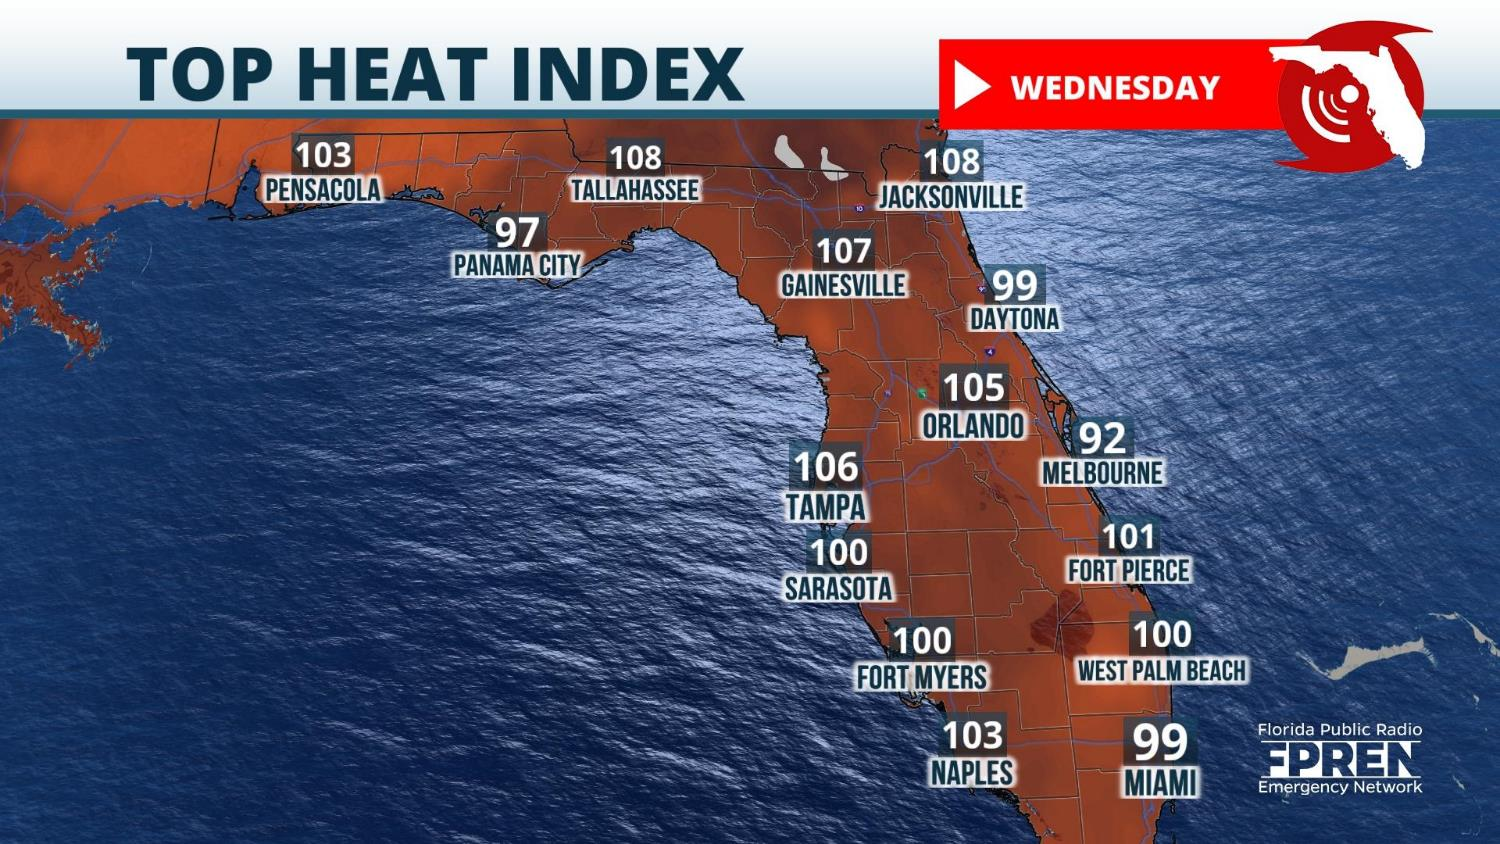 TOP HEAT INDEX
WEDNESDAY
103
PENSACOLA
108
TALLAHASSEE
108
JACKSONVILLE
10
97
PANAMA CITY
107
GAINESVILLE
99
DAYTONA
4
105
ORLANDO
92
MELBOURNE
106
TAMPA
100
SARASOTA
101
FORT PIERCE
100
FORT MYERS
100
WEST PALM BEACH
103
NAPLES
99
MIAMI
Florida Public Radio
FPREN
Emergency Network